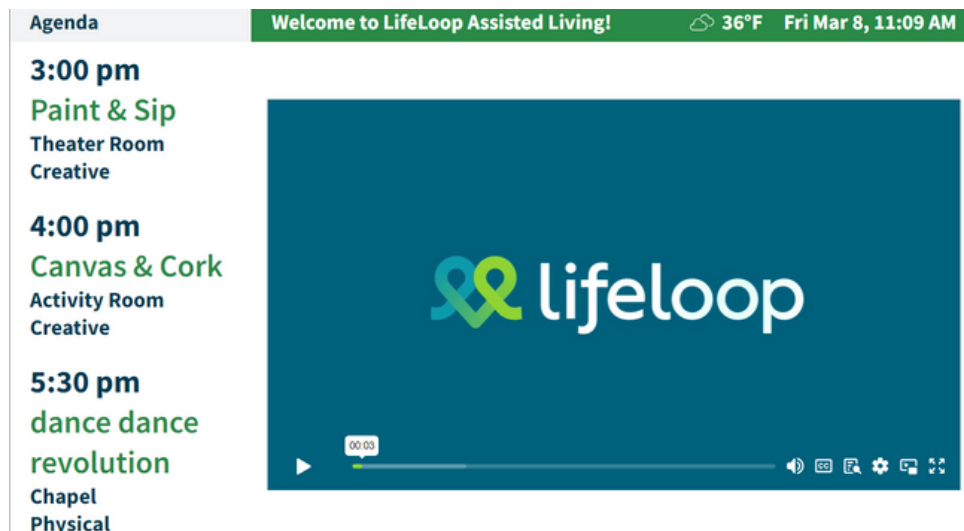 Agenda
Welcome to LifeLoop Assisted Living! 36°F Fri Mar 8, 11:09 AM
3:00 pm
Paint & Sip
Theater Room
Creative
4:00 pm
Canvas & Cork
Activity Room
Creative
5:30 pm
dance dance
revolution
Chapel
Physical
lifeloop
00:03
CC